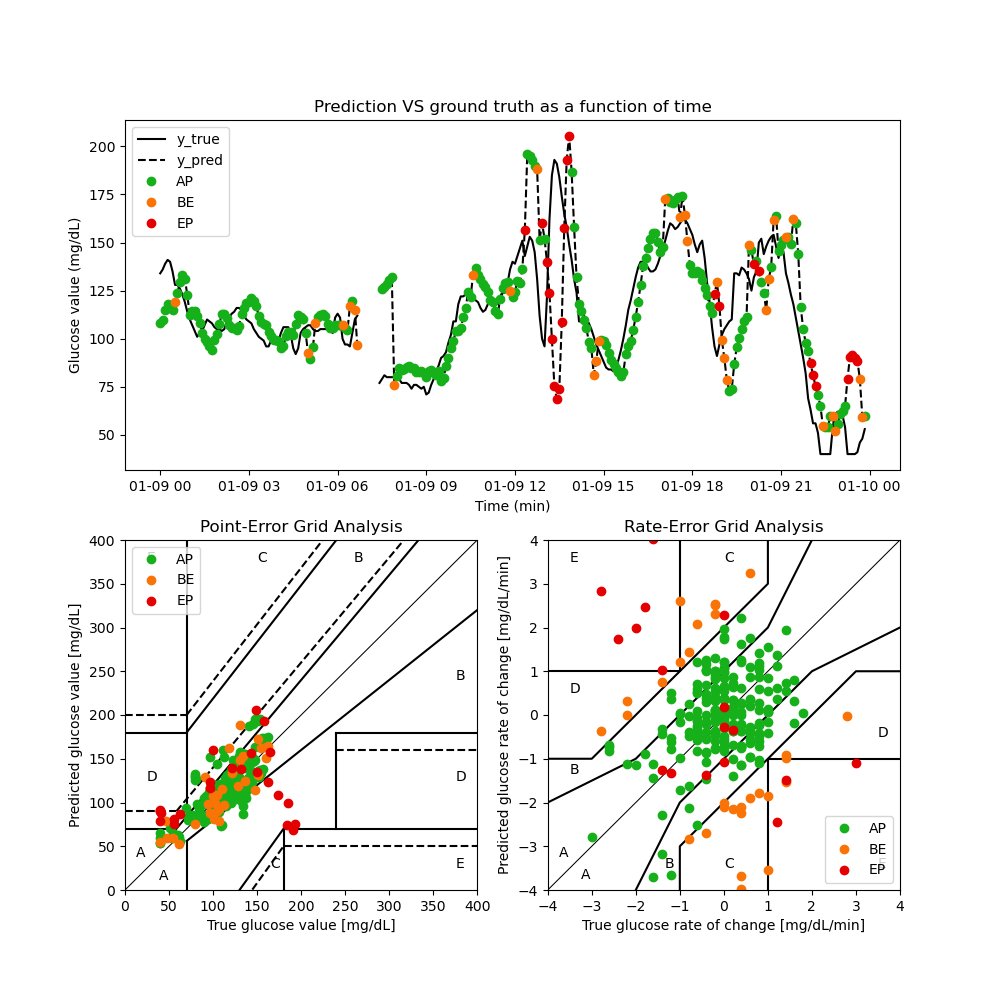 Prediction VS ground truth as a function of time
Glucose value (mg/dL)
200
175
150
125
100
75
50
y_true
y_pred
AP
BE
EP
01-09 00 01-09 03 01-09 06 01-09 09 01-09 12 01-09 15 01-09 18 01-09 21 01-10 00
Time (min)
Point-Error Grid Analysis
Predicted glucose value [mg/dL]
400
350
300
250
200
150
100
50
0
AP
BE
EP
C
B
B
D
D
A
A
C
E
0 50 100 150 200 250 300 350 400
True glucose value [mg/dL]
Rate-Error Grid Analysis
Predicted glucose rate of change [mg/dL/min]
4
3
2
1
0
−1
−2
−3
−4
E
C
D
D
B
A
A
B
C
AP
BE
EP
−4 −3 −2 −1 0 1 2 3 4
True glucose rate of change [mg/dL/min]